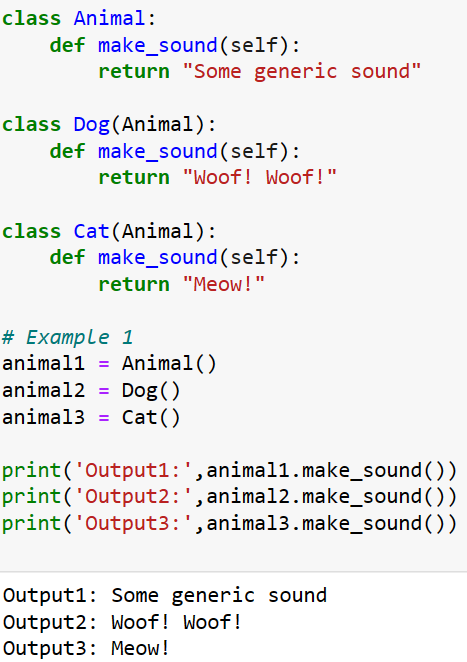 class Animal:
    def make_sound(self):
        return "Some generic sound"

class Dog(Animal):
    def make_sound(self):
        return "Woof! Woof!"

class Cat(Animal):
    def make_sound(self):
        return "Meow!"

# Example 1
animal1 = Animal()
animal2 = Dog()
animal3 = Cat()

print('Output1:',animal1.make_sound())
print('Output2:',animal2.make_sound())
print('Output3:',animal3.make_sound())

Output1: Some generic sound
Output2: Woof! Woof!
Output3: Meow!